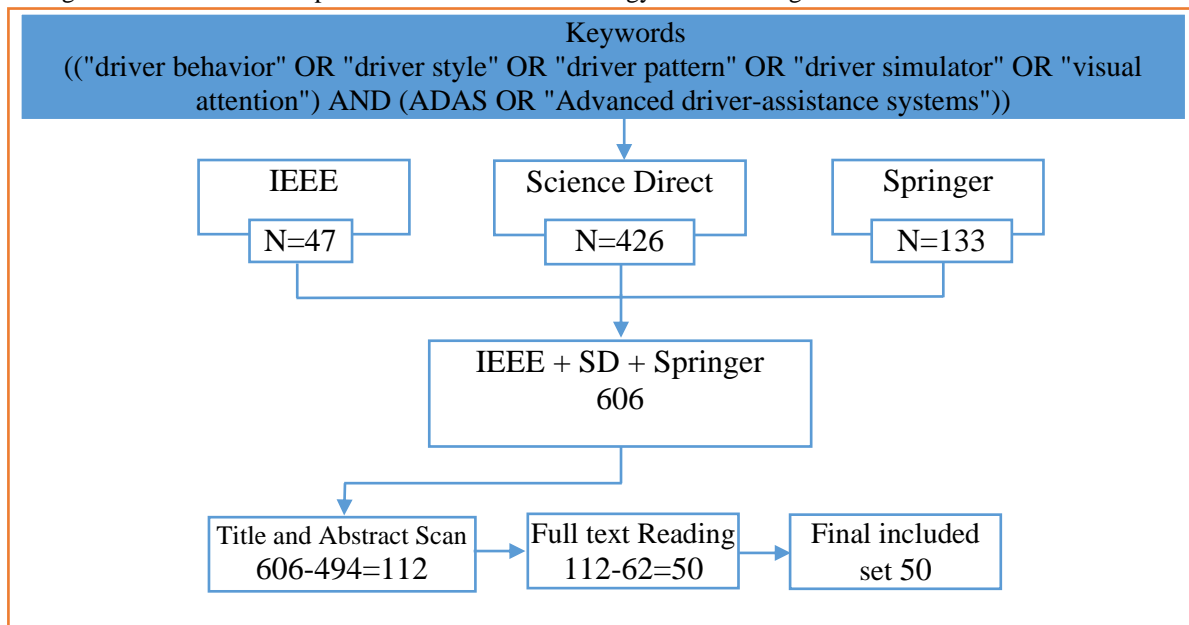 Keywords
(("driver behavior" OR "driver style" OR "driver pattern" OR "driver simulator" OR "visual
attention") AND (ADAS OR "Advanced driver-assistance systems"))
IEEE
Science Direct
Springer
N=47
N=426
N=133
IEEE + SD + Springer
606
Title and Abstract Scan
606-494=112
Full text Reading
112-62=50
Final included
set 50